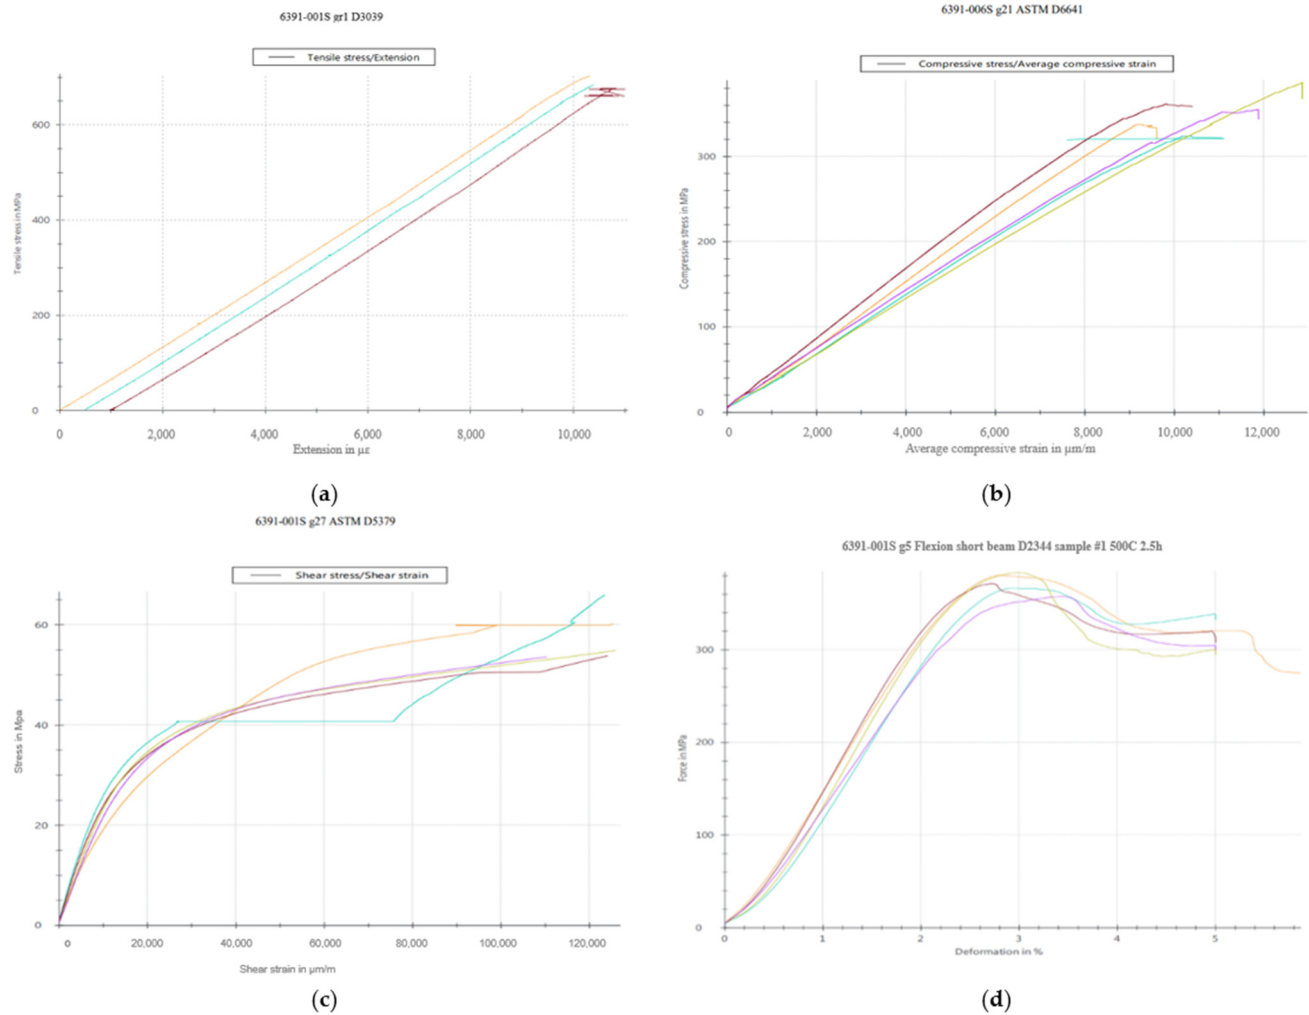 6391-001S gr1 D3039
Tensile stress/Extension
Tensile stress in MPa
600
400
200
0
0 2,000 4,000 6,000 8,000 10,000
Extension in µε
(a)
6391-006S g21 ASTM D6641
Compressive stress/Average compressive strain
Compressive stress in MPa
300
200
100
0
0 2,000 4,000 6,000 8,000 10,000 12,000
Average compressive strain in µm/m
(b)
6391-001S g27 ASTM D5379
Shear stress/Shear strain
Stress in Mpa
60
40
20
0
0 20,000 40,000 60,000 80,000 100,000 120,000
Shear strain in µm/m
(c)
6391-001S g5 Flexion short beam D2344 sample #1 500C 2.5h
Force in MPa
300
200
100
0
0 1 2 3 4 5
Deformation in %
(d)